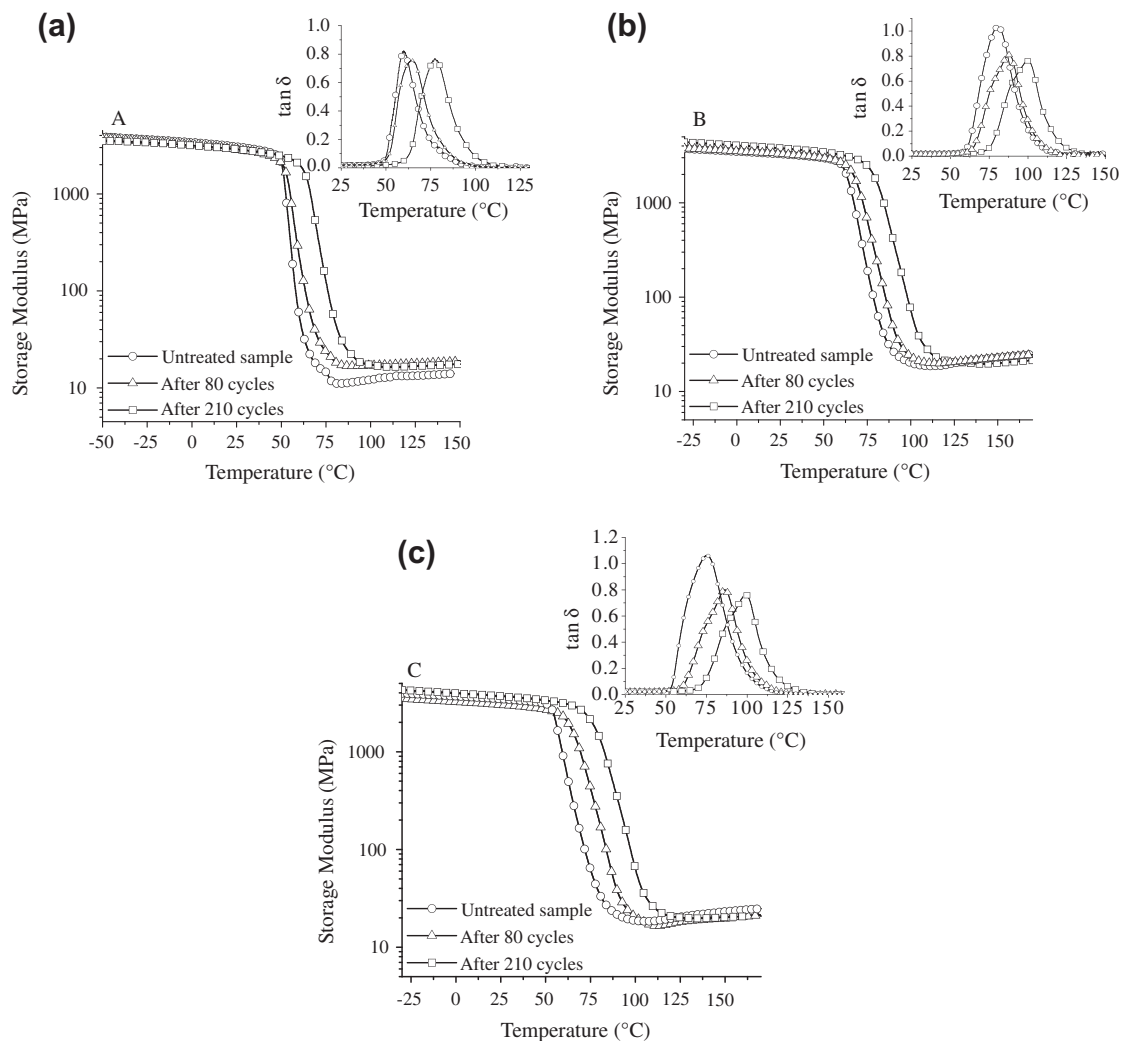 (a)
tan δ
1.0
0.8
0.6
0.4
0.2
0.0
25 50 75 100 130
Temperature (°C)
A
Storage Modulus (MPa)
1000
100
10
Untreated sample
After 80 cycles
After 210 cycles
-50 -25 0 25 50 75 100 125 150
Temperature (°C)
(b)
tan δ
1.0
0.8
0.6
0.4
0.2
0.0
25 50 75 100 125 150
Temperature (°C)
B
Storage Modulus (MPa)
1000
100
10
Untreated sample
After 80 cycles
After 210 cycles
-25 0 25 50 75 100 125 150
Temperature (°C)
(c)
tan δ
1.2
1.0
0.8
0.6
0.4
0.2
0.0
25 50 75 100 125 150
Temperature (°C)
C
Storage Modulus (MPa)
1000
100
10
Untreated sample
After 80 cycles
After 210 cycles
-25 0 25 50 75 100 125 150
Temperature (°C)